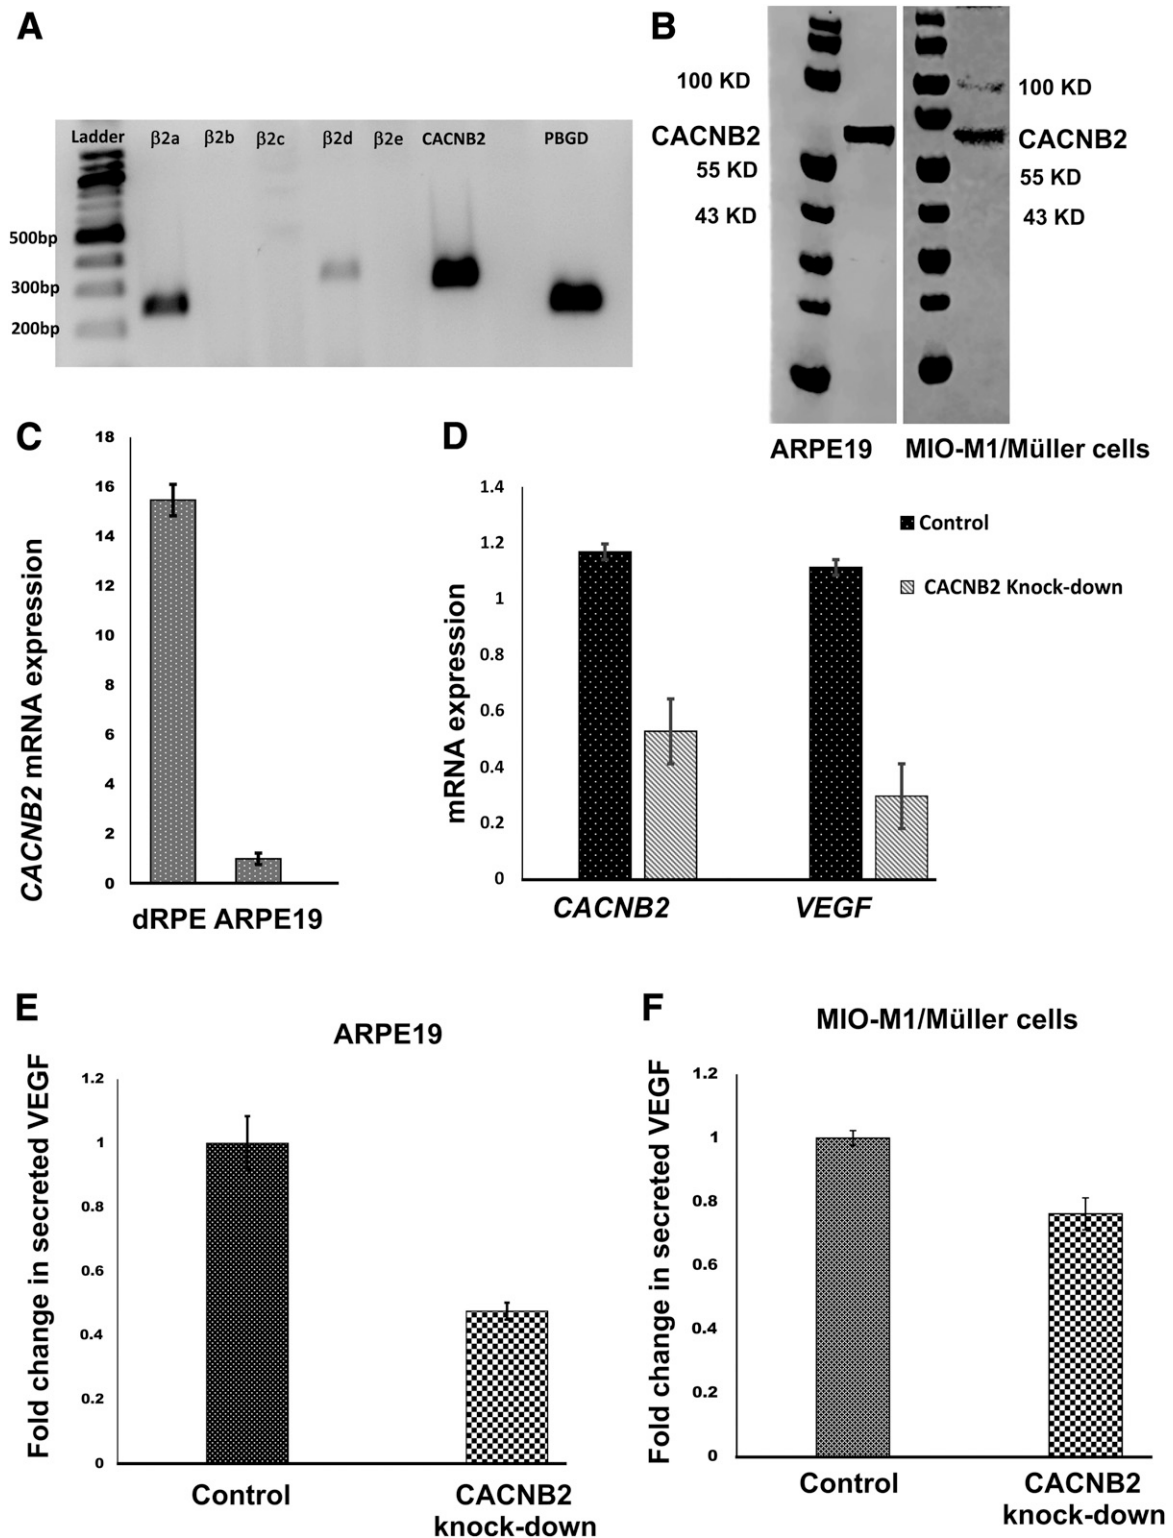 A
Ladder β2a β2b β2c β2d β2e CACNB2 PBGD
500bp
300bp
200bp
B
100 KD
CACNB2
55 KD
43 KD
100 KD
CACNB2
55 KD
43 KD
ARPE19
MIO-M1/Müller cells
C
CACNB2 mRNA expression
18
16
14
12
10
8
6
4
2
0
dRPE ARPE19
D
mRNA expression
1.4
1.2
1
0.8
0.6
0.4
0.2
0
CACNB2
VEGF
Control
CACNB2 Knock-down
E
ARPE19
Fold change in secreted VEGF
1.2
1
0.8
0.6
0.4
0.2
0
Control
CACNB2
knock-down
F
MIO-M1/Müller cells
Fold change in secreted VEGF
1.2
1
0.8
0.6
0.4
0.2
0
Control
CACNB2
knock-down